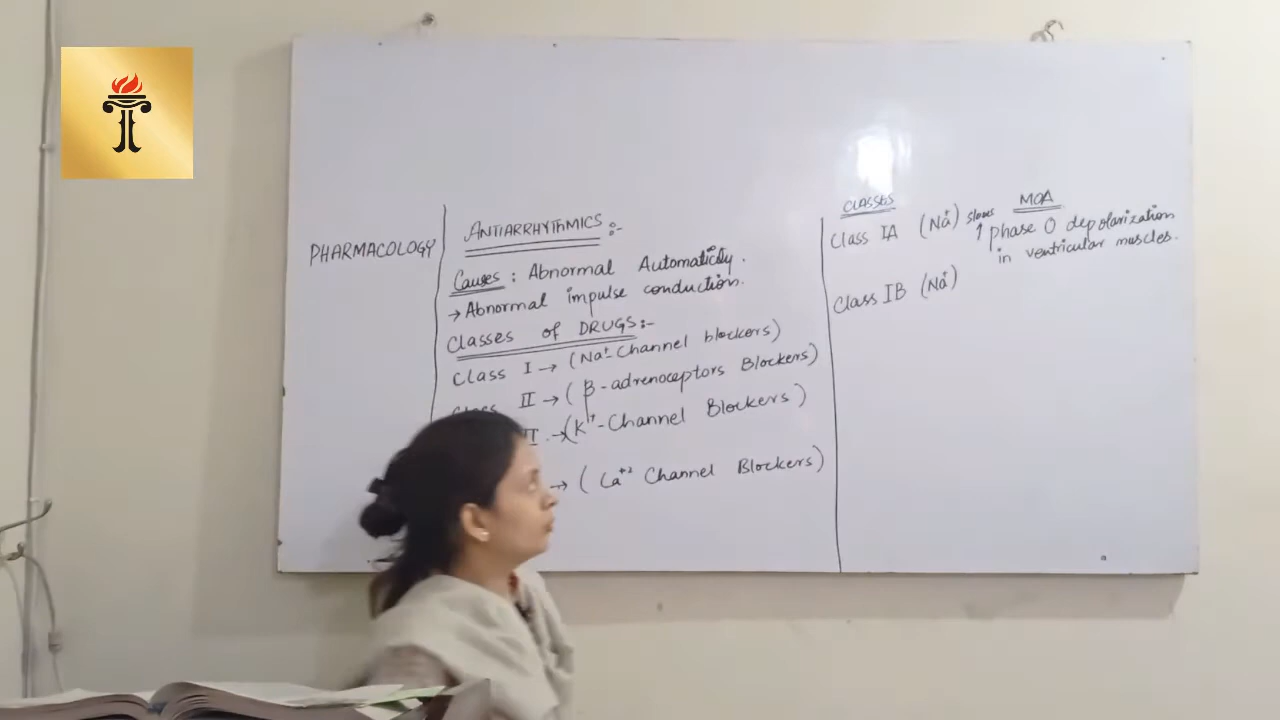 PHARMACOLOGY
ANTIARRHYTHMICS :-
Causes : Abnormal Automaticity.
→ Abnormal impulse conduction.
Classes of DRUGS:-
Class I → (Na⁺-Channel blockers)
II → (β-adrenoceptors Blockers)
→ (K⁺-Channel Blockers)
→ (Ca⁺² Channel Blockers)
CLASSES MOA
Class IA (Na⁺) slows ↑ phase 0 depolarization
in ventricular muscles.
Class IB (Na⁺)